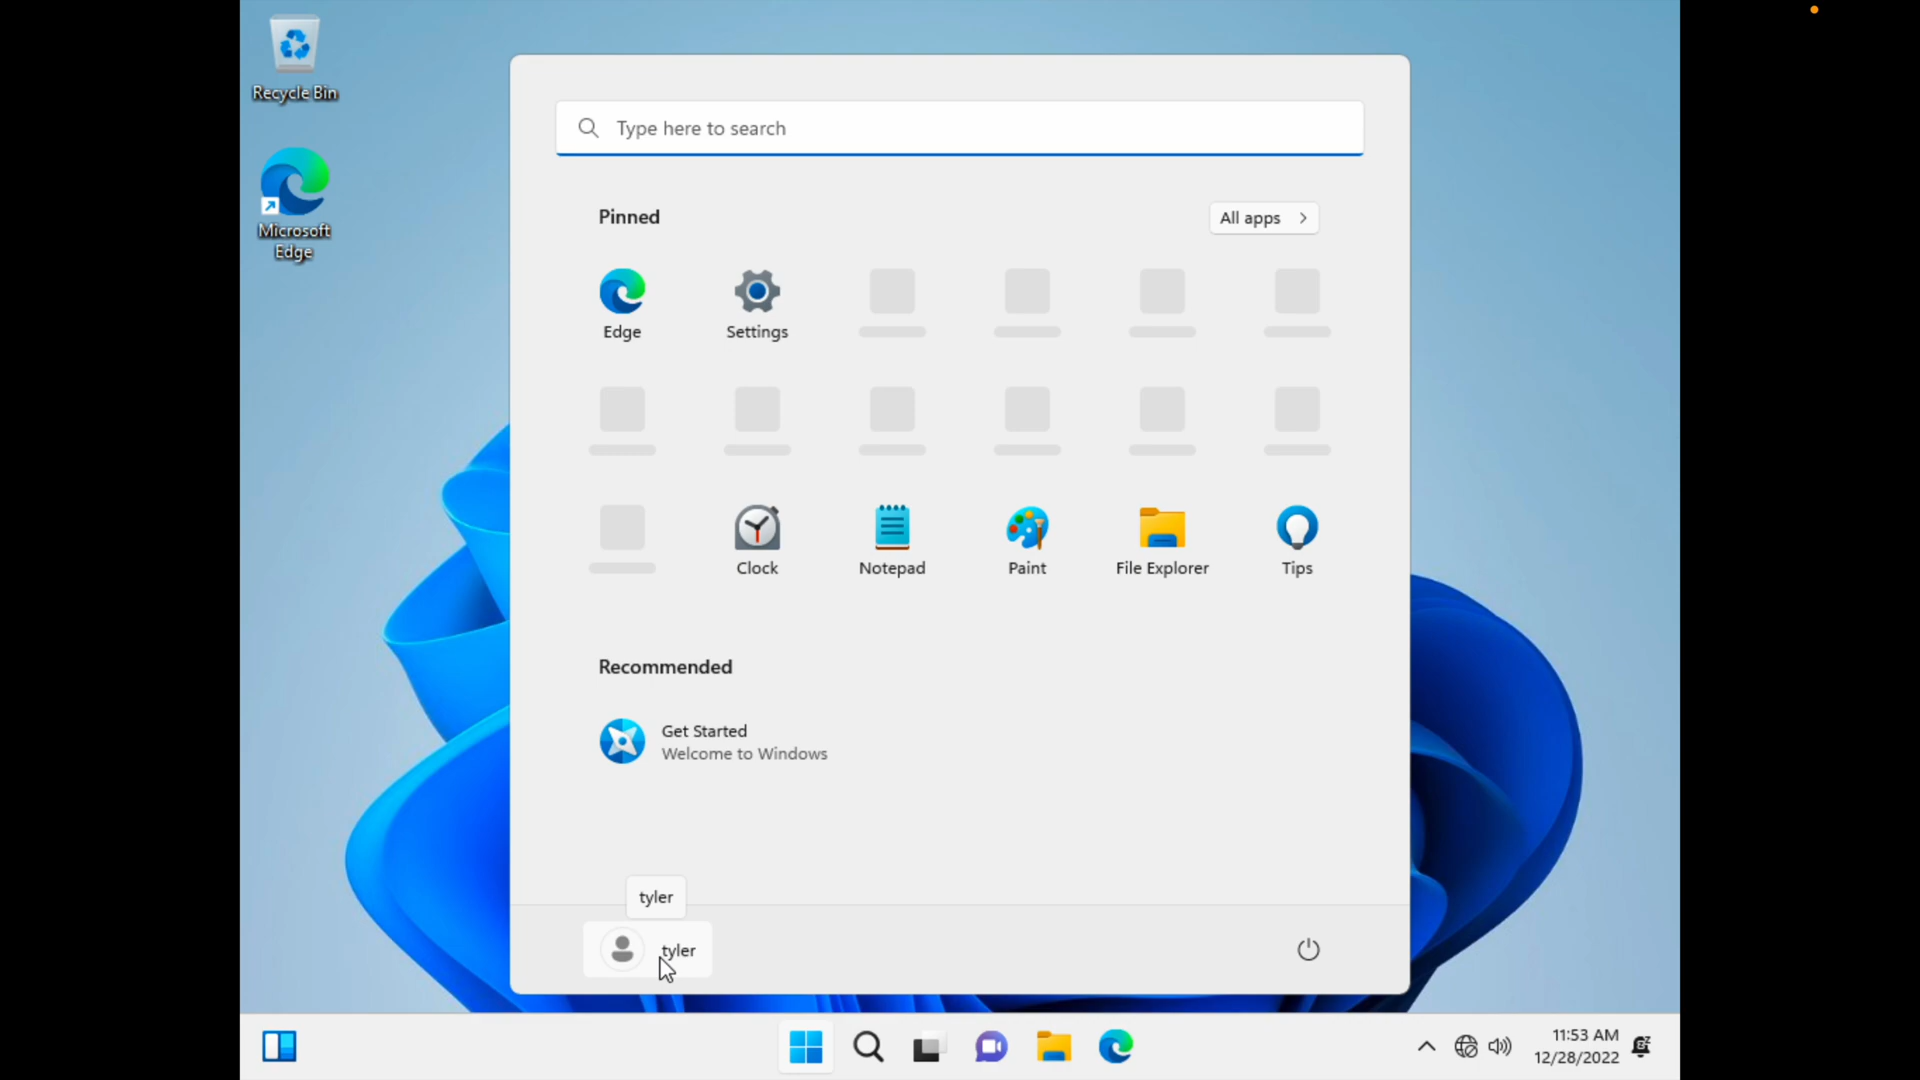 Recycle Bin
Microsoft
Edge
Type here to search
Pinned
All apps
Edge
Settings
Clock
Notepad
Paint
File Explorer
Tips
Recommended
Get Started
Welcome to Windows
tyler
tyler
11:53 AM
12/28/2022